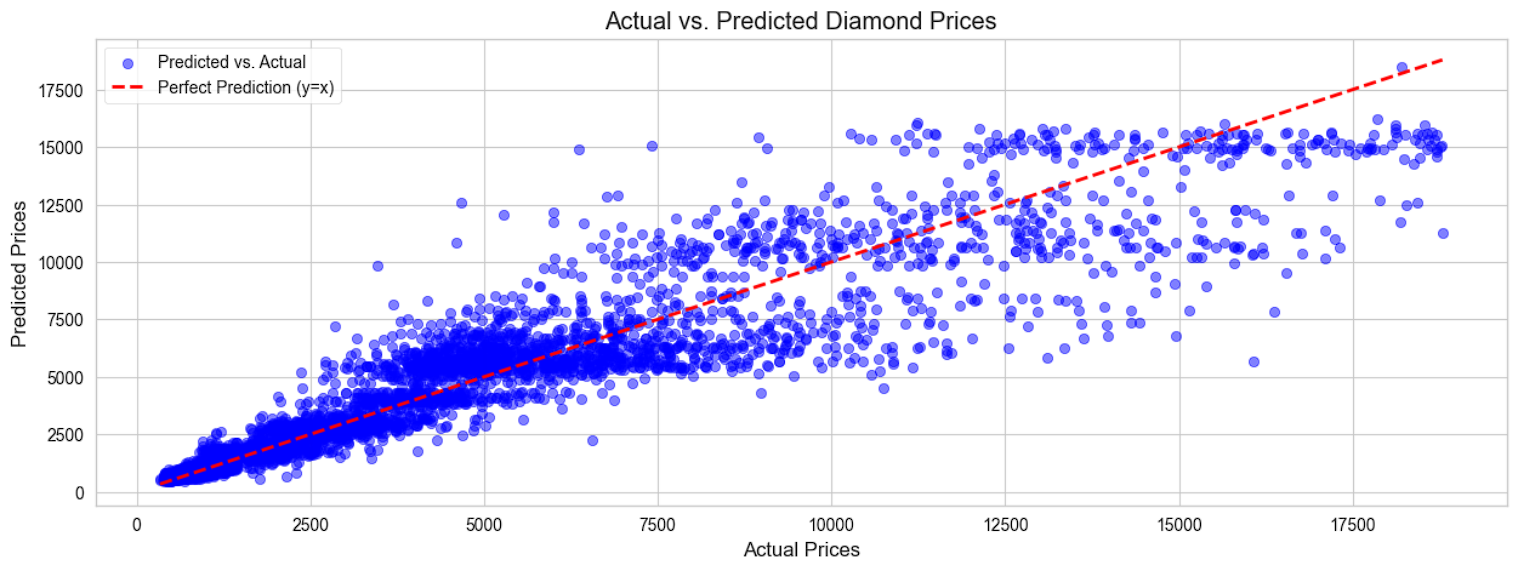 Actual vs. Predicted Diamond Prices
Predicted vs. Actual
Perfect Prediction (y=x)
Predicted Prices
17500
15000
12500
10000
7500
5000
2500
0
0 2500 5000 7500 10000 12500 15000 17500
Actual Prices